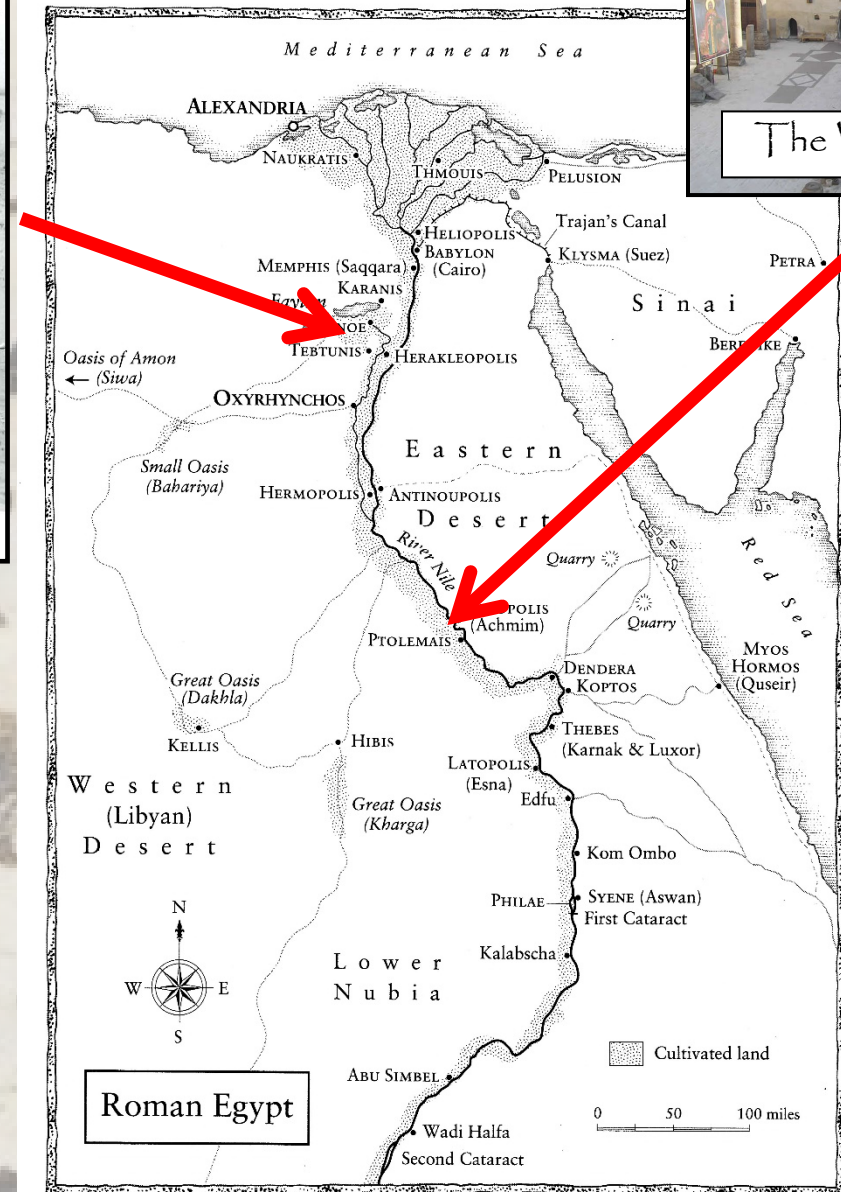 Mediterranean Sea
The
ALEXANDRIA
NAUKRATIS
THMOUIS
PELUSION
Trajan's Canal
HELIOPOLIS
BABYLON
(Cairo)
KLYSMA (Suez)
PETRA
MEMPHIS (Saqqara)
KARANIS
Sinai
TEBTUNIS
HERAKLEOPOLIS
Oasis of Amon
← (Siwa)
OXYRHYNCHOS
Eastern
Desert
Small Oasis
(Bahariya)
HERMOPOLIS
ANTINOUPOLIS
River Nile
Quarry
Quarry
Red Sea
(Achmim)
PTOLEMAIS
MYOS
HORMOS
(Quseir)
DENDERA
KOPTOS
Great Oasis
(Dakhla)
KELLIS
HIBIS
THEBES
(Karnak & Luxor)
LATOPOLIS
(Esna)
Edfu
Western
(Libyan)
Desert
Great Oasis
(Kharga)
Kom Ombo
PHILAE
SYENE (Aswan)
First Cataract
Kalabscha
N
W E
S
Lower
Nubia
Cultivated land
ABU SIMBEL
Roman Egypt
0 50 100 miles
Wadi Halfa
Second Cataract